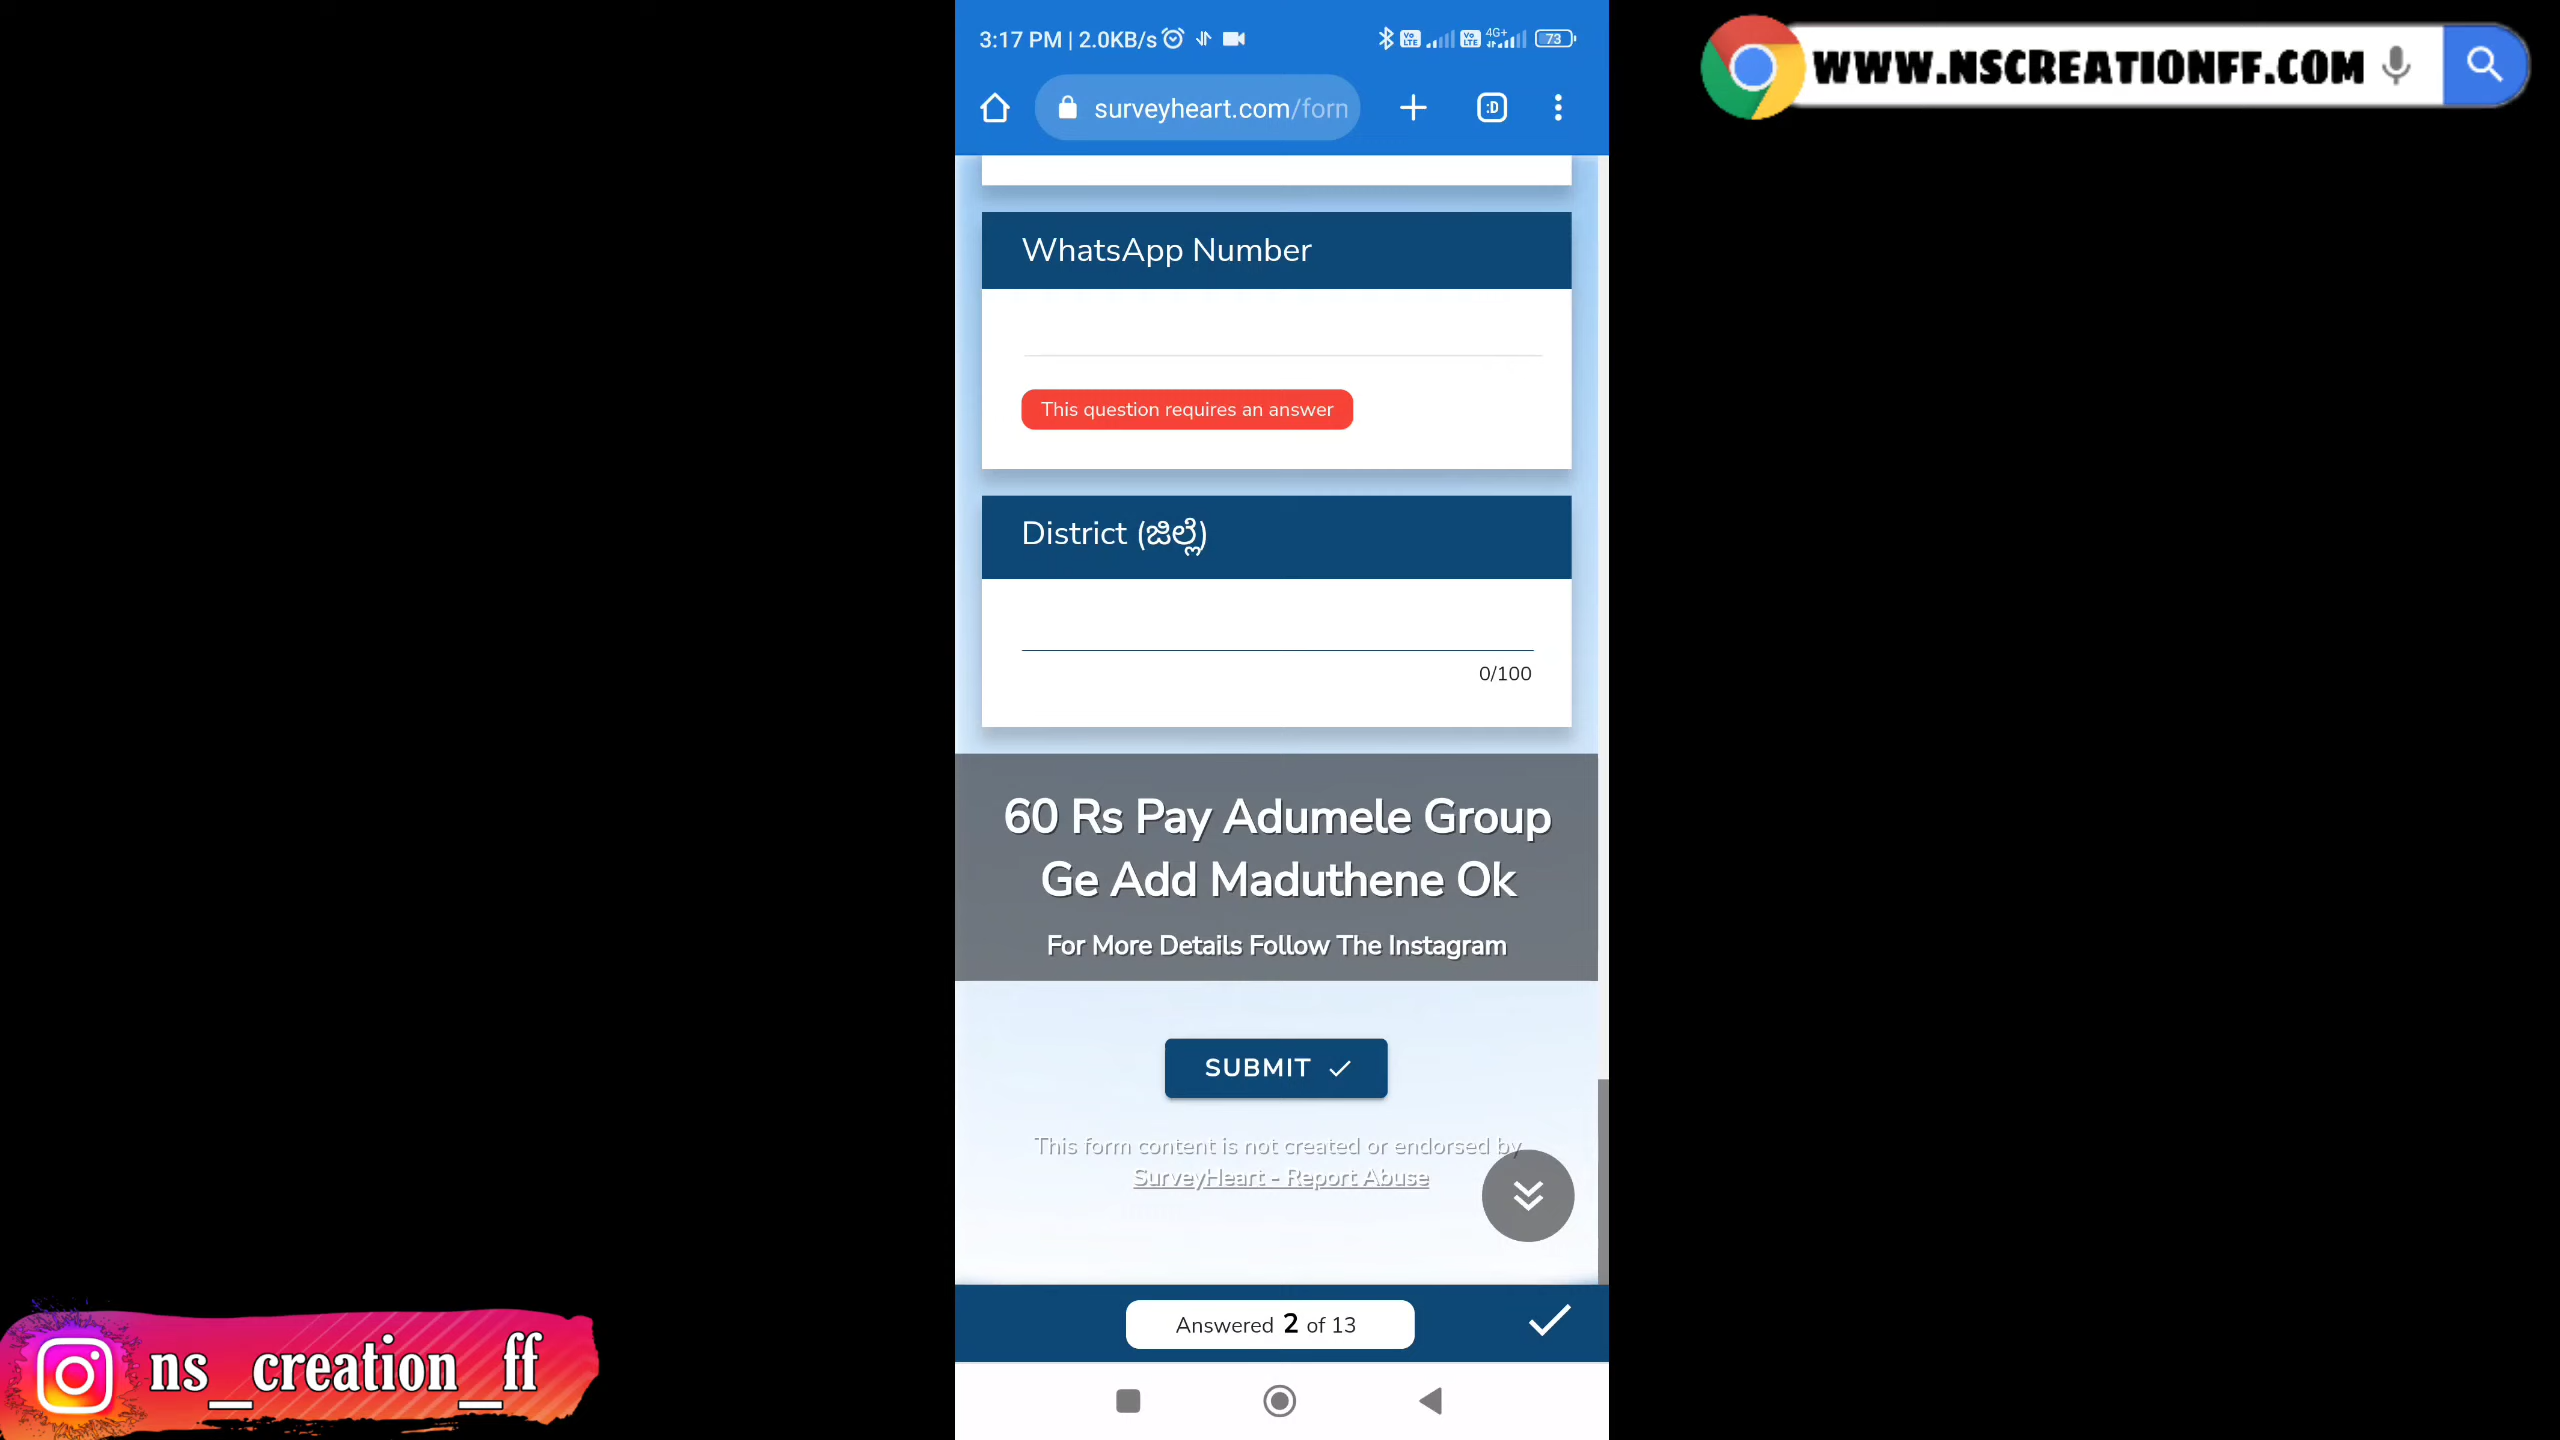 3:17 PM | 2.0KB/s
4G+
73
WWW.NSCREATIONFF.COM
surveyheart.com/forn
:D
WhatsApp Number
This question requires an answer
District (ಜಿಲ್ಲೆ)
0/100
60 Rs Pay Adumele Group
Ge Add Maduthene Ok
For More Details Follow The Instagram
SUBMIT
This form content is not created or endorsed by
SurveyHeart - Report Abuse
Answered 2 of 13
ns_creation_ff